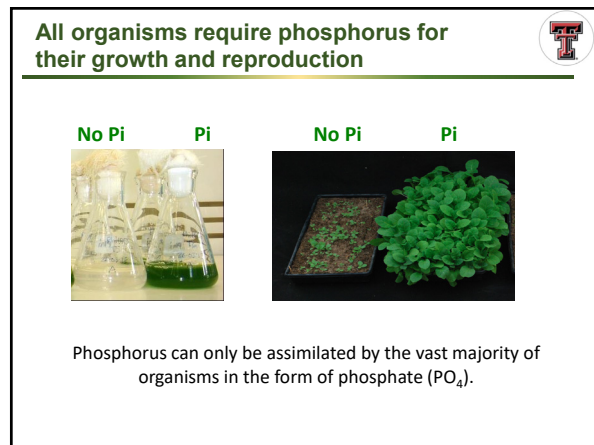 All organisms require phosphorus for
their growth and reproduction
No Pi Pi No Pi Pi
Phosphorus can only be assimilated by the vast majority of
organisms in the form of phosphate (PO₄).